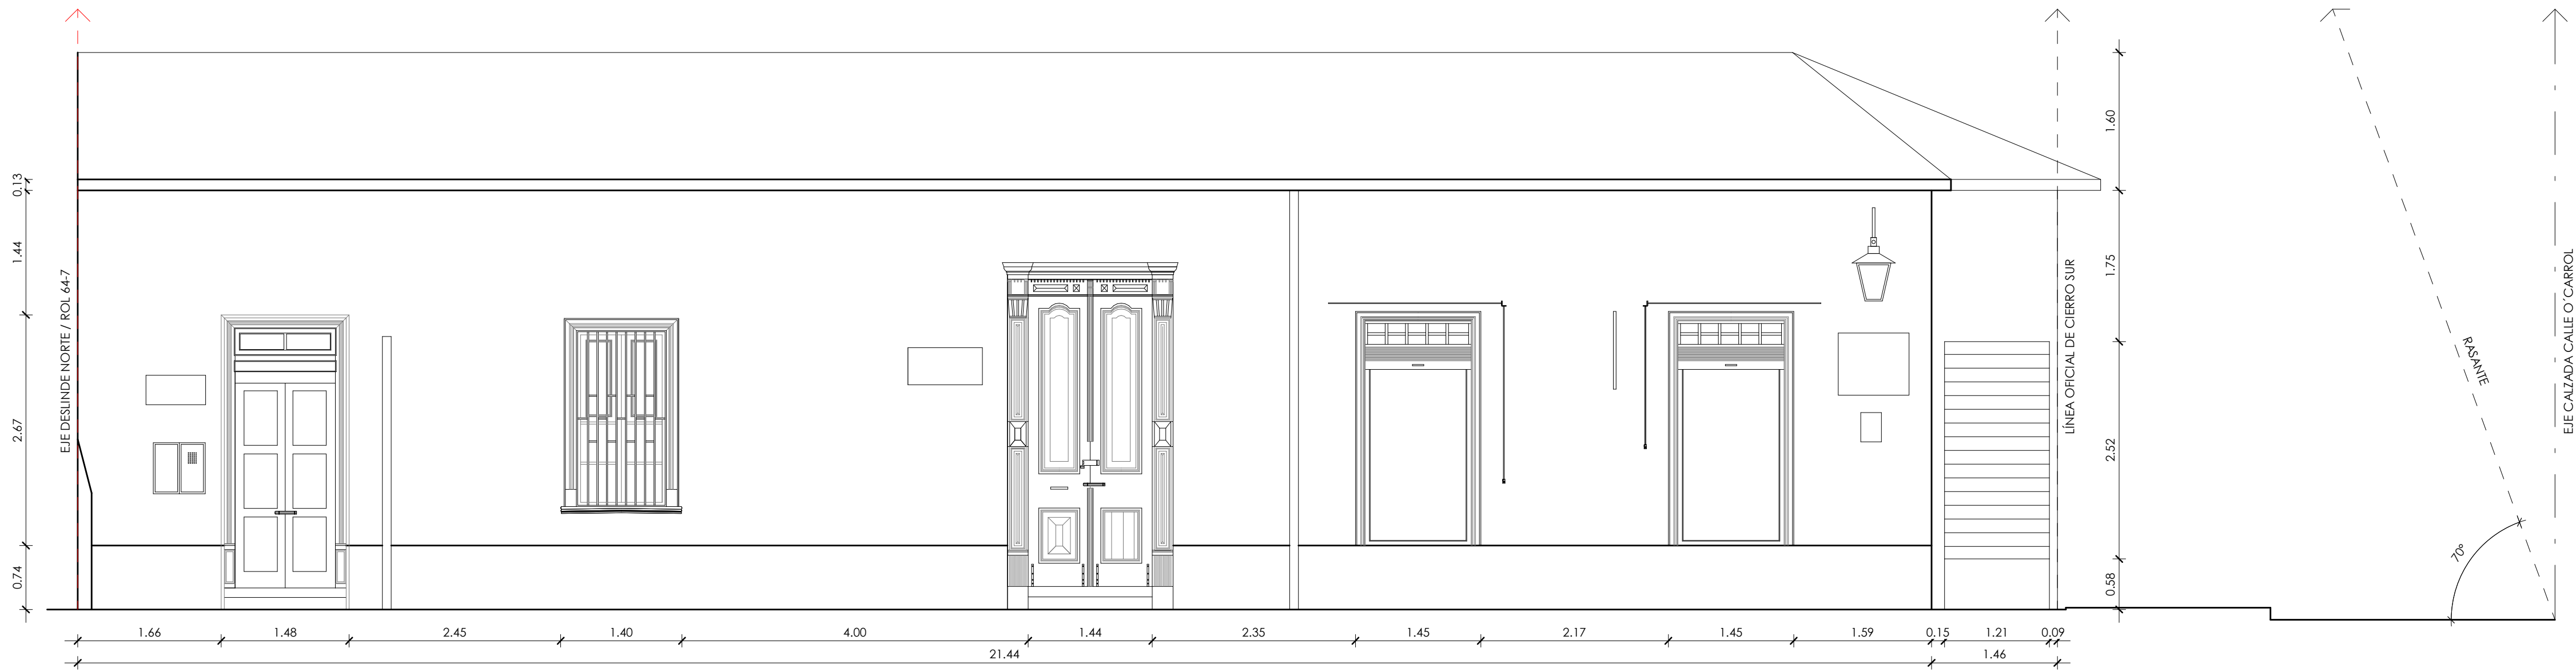 0.13
1.44
2.67
0.74
EJE DESLINDE NORTE / ROL 64-7
LÍNEA OFICIAL DE CIERRO SUR
1.60
1.75
2.52
0.58
RASANTE
70º
EJE CALZADA CALLE O´CARROL
1.66 1.48 2.45 1.40 4.00 1.44 2.35 1.45 2.17 1.45 1.59 0.15 1.21 0.09
21.44 1.46